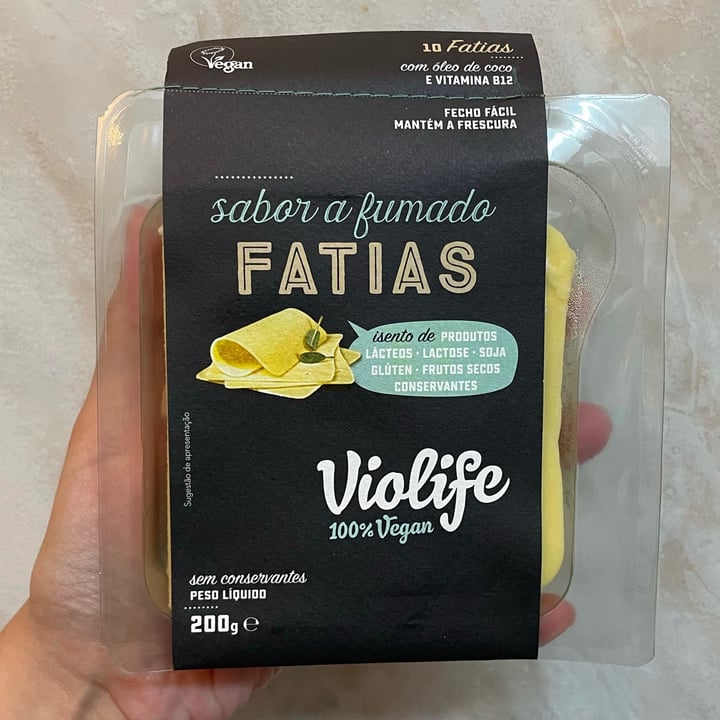 Vegan
10 Fatias
com óleo de coco
E VITAMINA B12
FECHO FÁCIL
MANTÉM A FRESCURA
sabor a fumado
FATIAS
isento de PRODUTOS
LÁCTEOS · LACTOSE · SOJA
GLÚTEN · FRUTOS SECOS
CONSERVANTES
Sugestão de apresentação
Violife
100% Vegan
sem conservantes
PESO LÍQUIDO
200g ℮